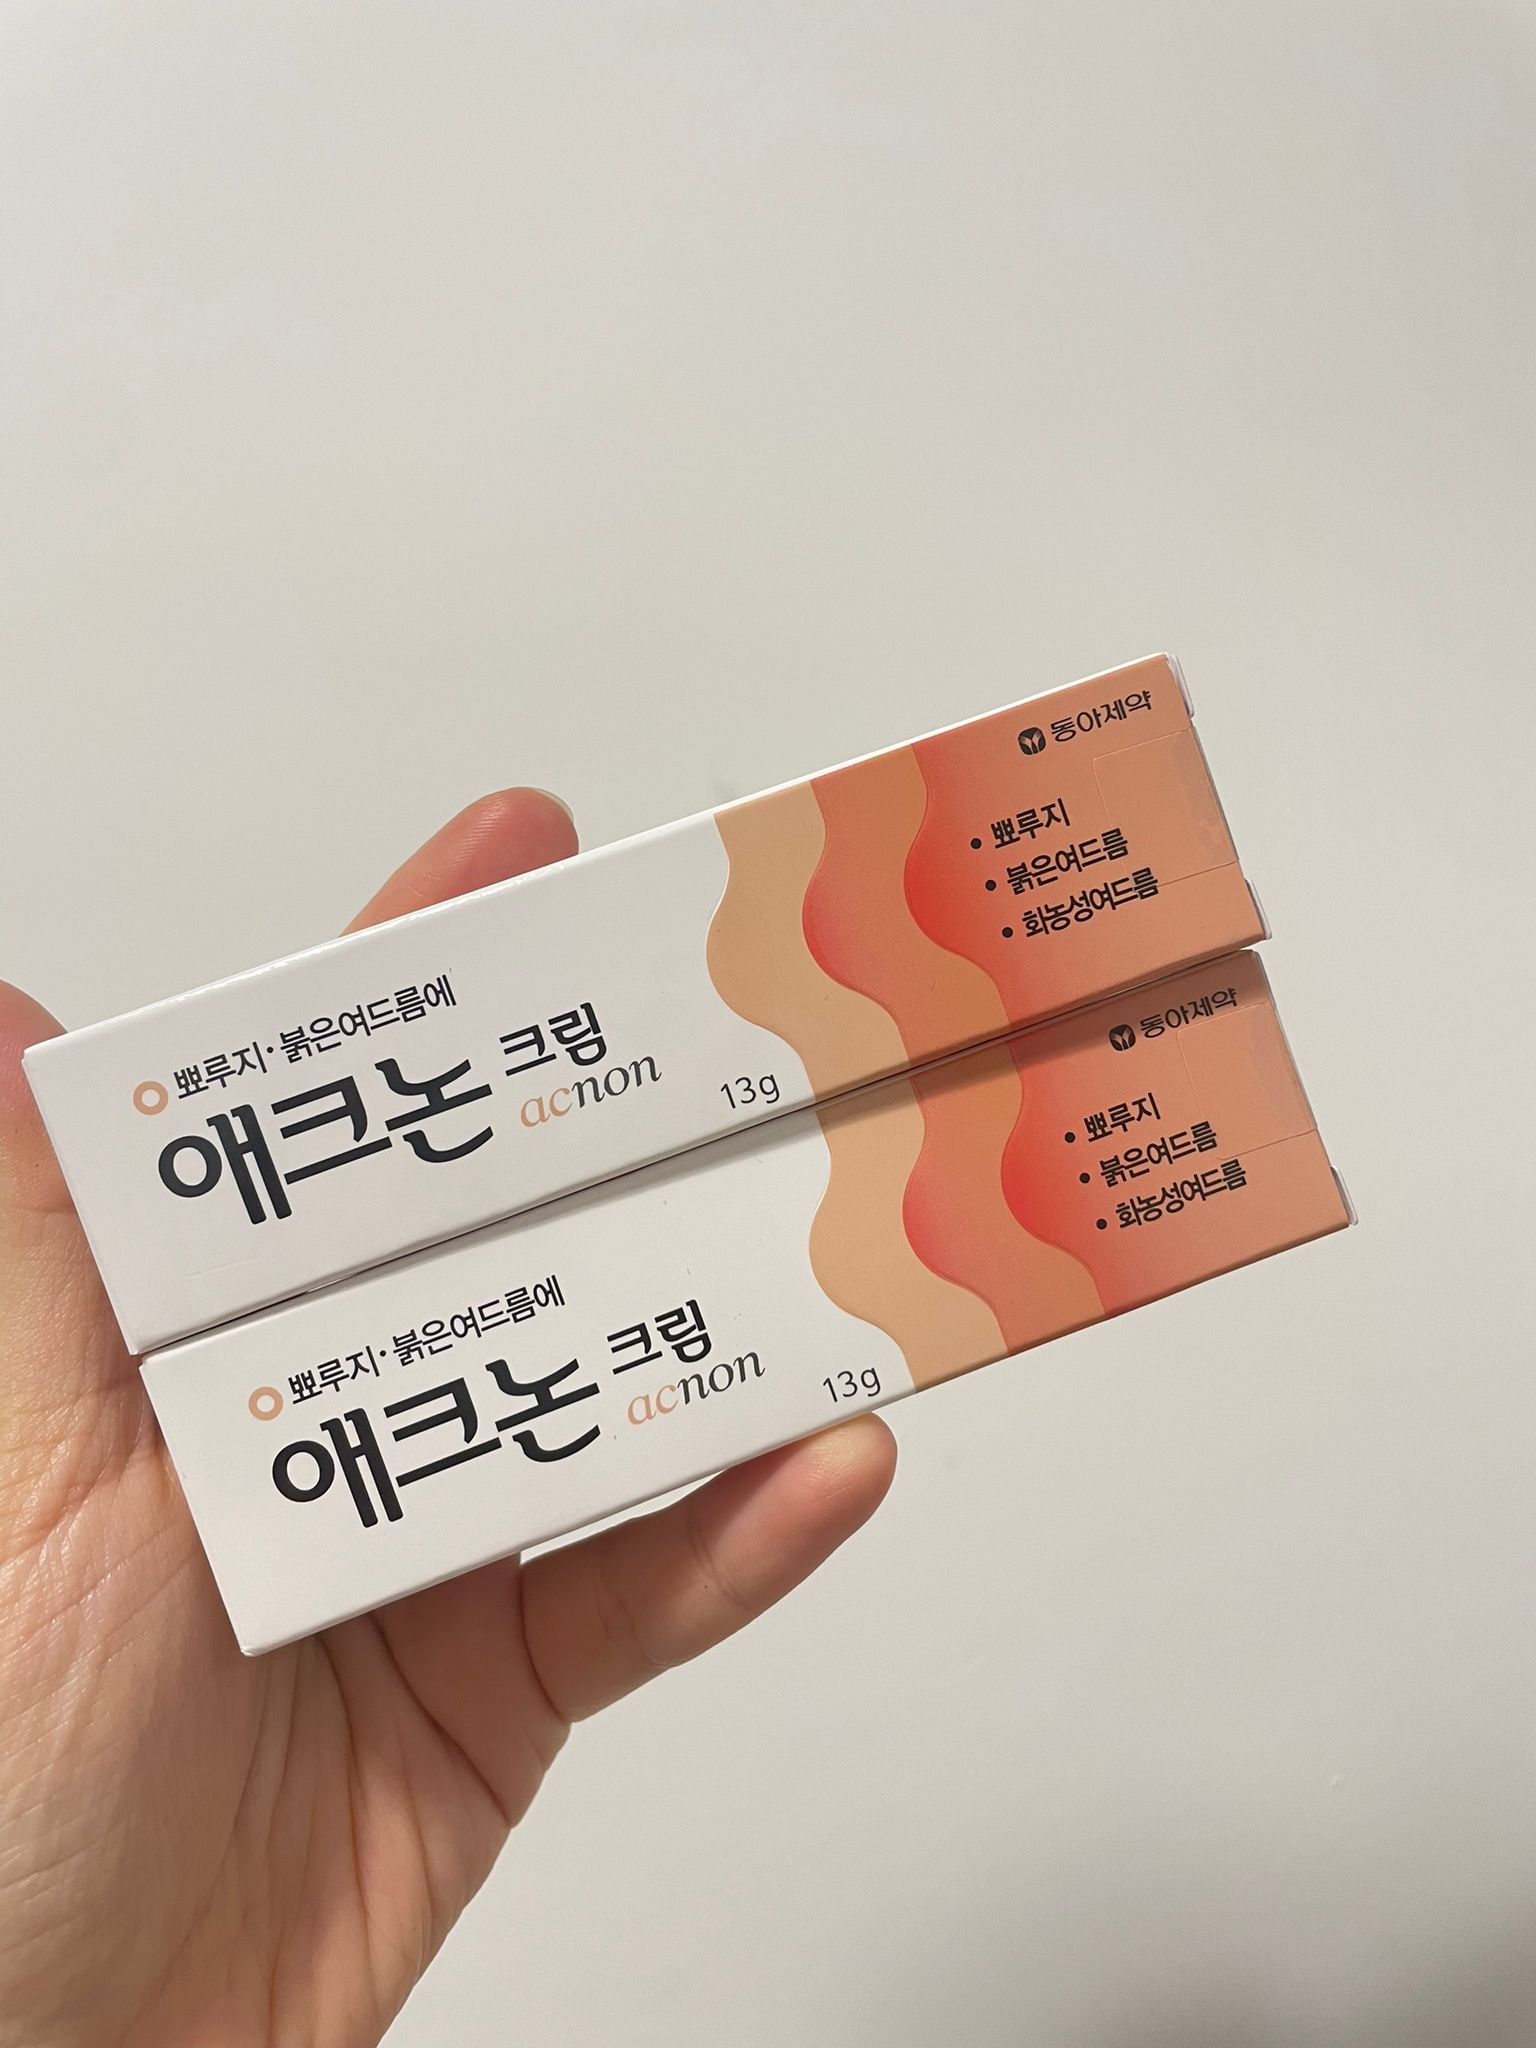 동아제약
• 뾰루지
• 붉은여드름
• 화농성여드름
뾰루지·붉은여드름에
애크논 크림
acnon
13g
동아제약
• 뾰루지
• 붉은여드름
• 화농성여드름
뾰루지·붉은여드름에
애크논 크림
acnon
13g